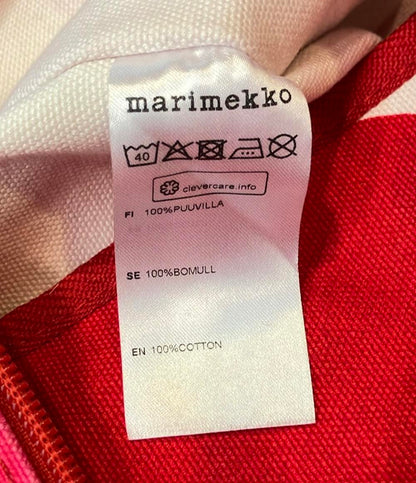 marimekko
40
clevercare.info
FI 100%PUUVILLA
SE 100%BOMULL
EN 100%COTTON